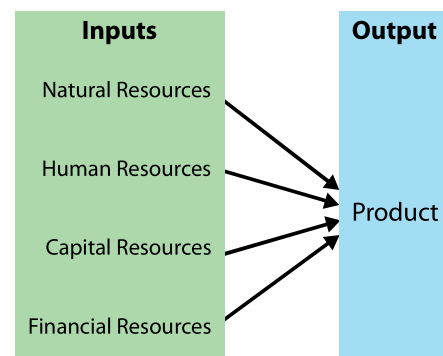 Inputs
Output
Natural Resources
Human Resources
Product
Capital Resources
Financial Resources